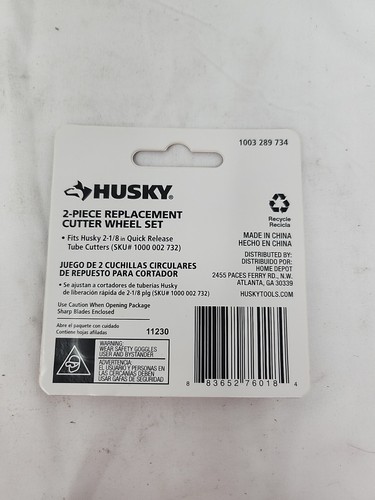 1003 289 734
HUSKY®
2-PIECE REPLACEMENT
CUTTER WHEEL SET
• Fits Husky 2-1/8 in Quick Release
Tube Cutters (SKU# 1000 002 732)
JUEGO DE 2 CUCHILLAS CIRCULARES
DE REPUESTO PARA CORTADOR
• Se ajustan a cortadores de tuberías Husky
de liberación rápida de 2-1/8 plg (SKU# 1000 002 732)
Use Caution When Opening Package
Sharp Blades Enclosed
Abre el paquete con cuidado
Contiene hojas afiladas
11230
WARNING:
WEAR SAFETY GOGGLES
USER AND BYSTANDER
ADVERTENCIA:
EL USUARIO Y PERSONAS EN
LAS CERCANÍAS DEBEN
USAR GAFAS DE SEGURIDAD
Recycle
Recicla
MADE IN CHINA
HECHO EN CHINA
DISTRIBUTED BY:
DISTRIBUIDO POR:
HOME DEPOT
2455 PACES FERRY RD., N.W.
ATLANTA, GA 30339
HUSKYTOOLS.COM
8 83652 76018 4